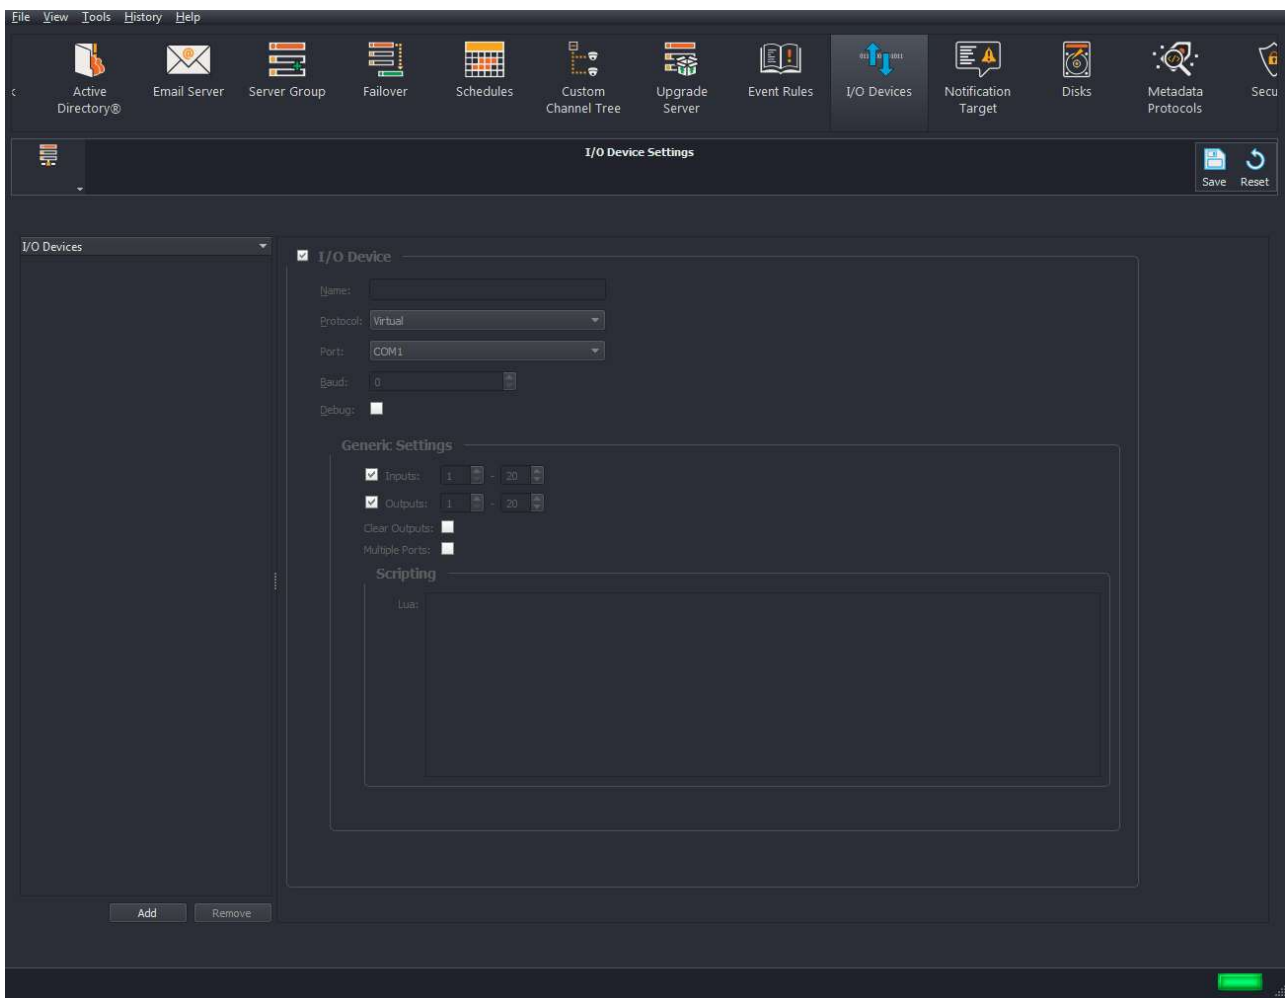 File View Tools History Help
Active Directory®
Email Server
Server Group
Failover
Schedules
Custom Channel Tree
Upgrade Server
Event Rules
I/O Devices
Notification Target
Disks
Metadata Protocols
Secu
I/O Device Settings
Save
Reset
I/O Devices
I/O Device
Name:
Protocol: Virtual
Port: COM1
Baud: 0
Debug:
Generic Settings
Inputs: 1 - 20
Outputs: 1 - 20
Clear Outputs:
Multiple Ports:
Scripting
Lua:
Add
Remove